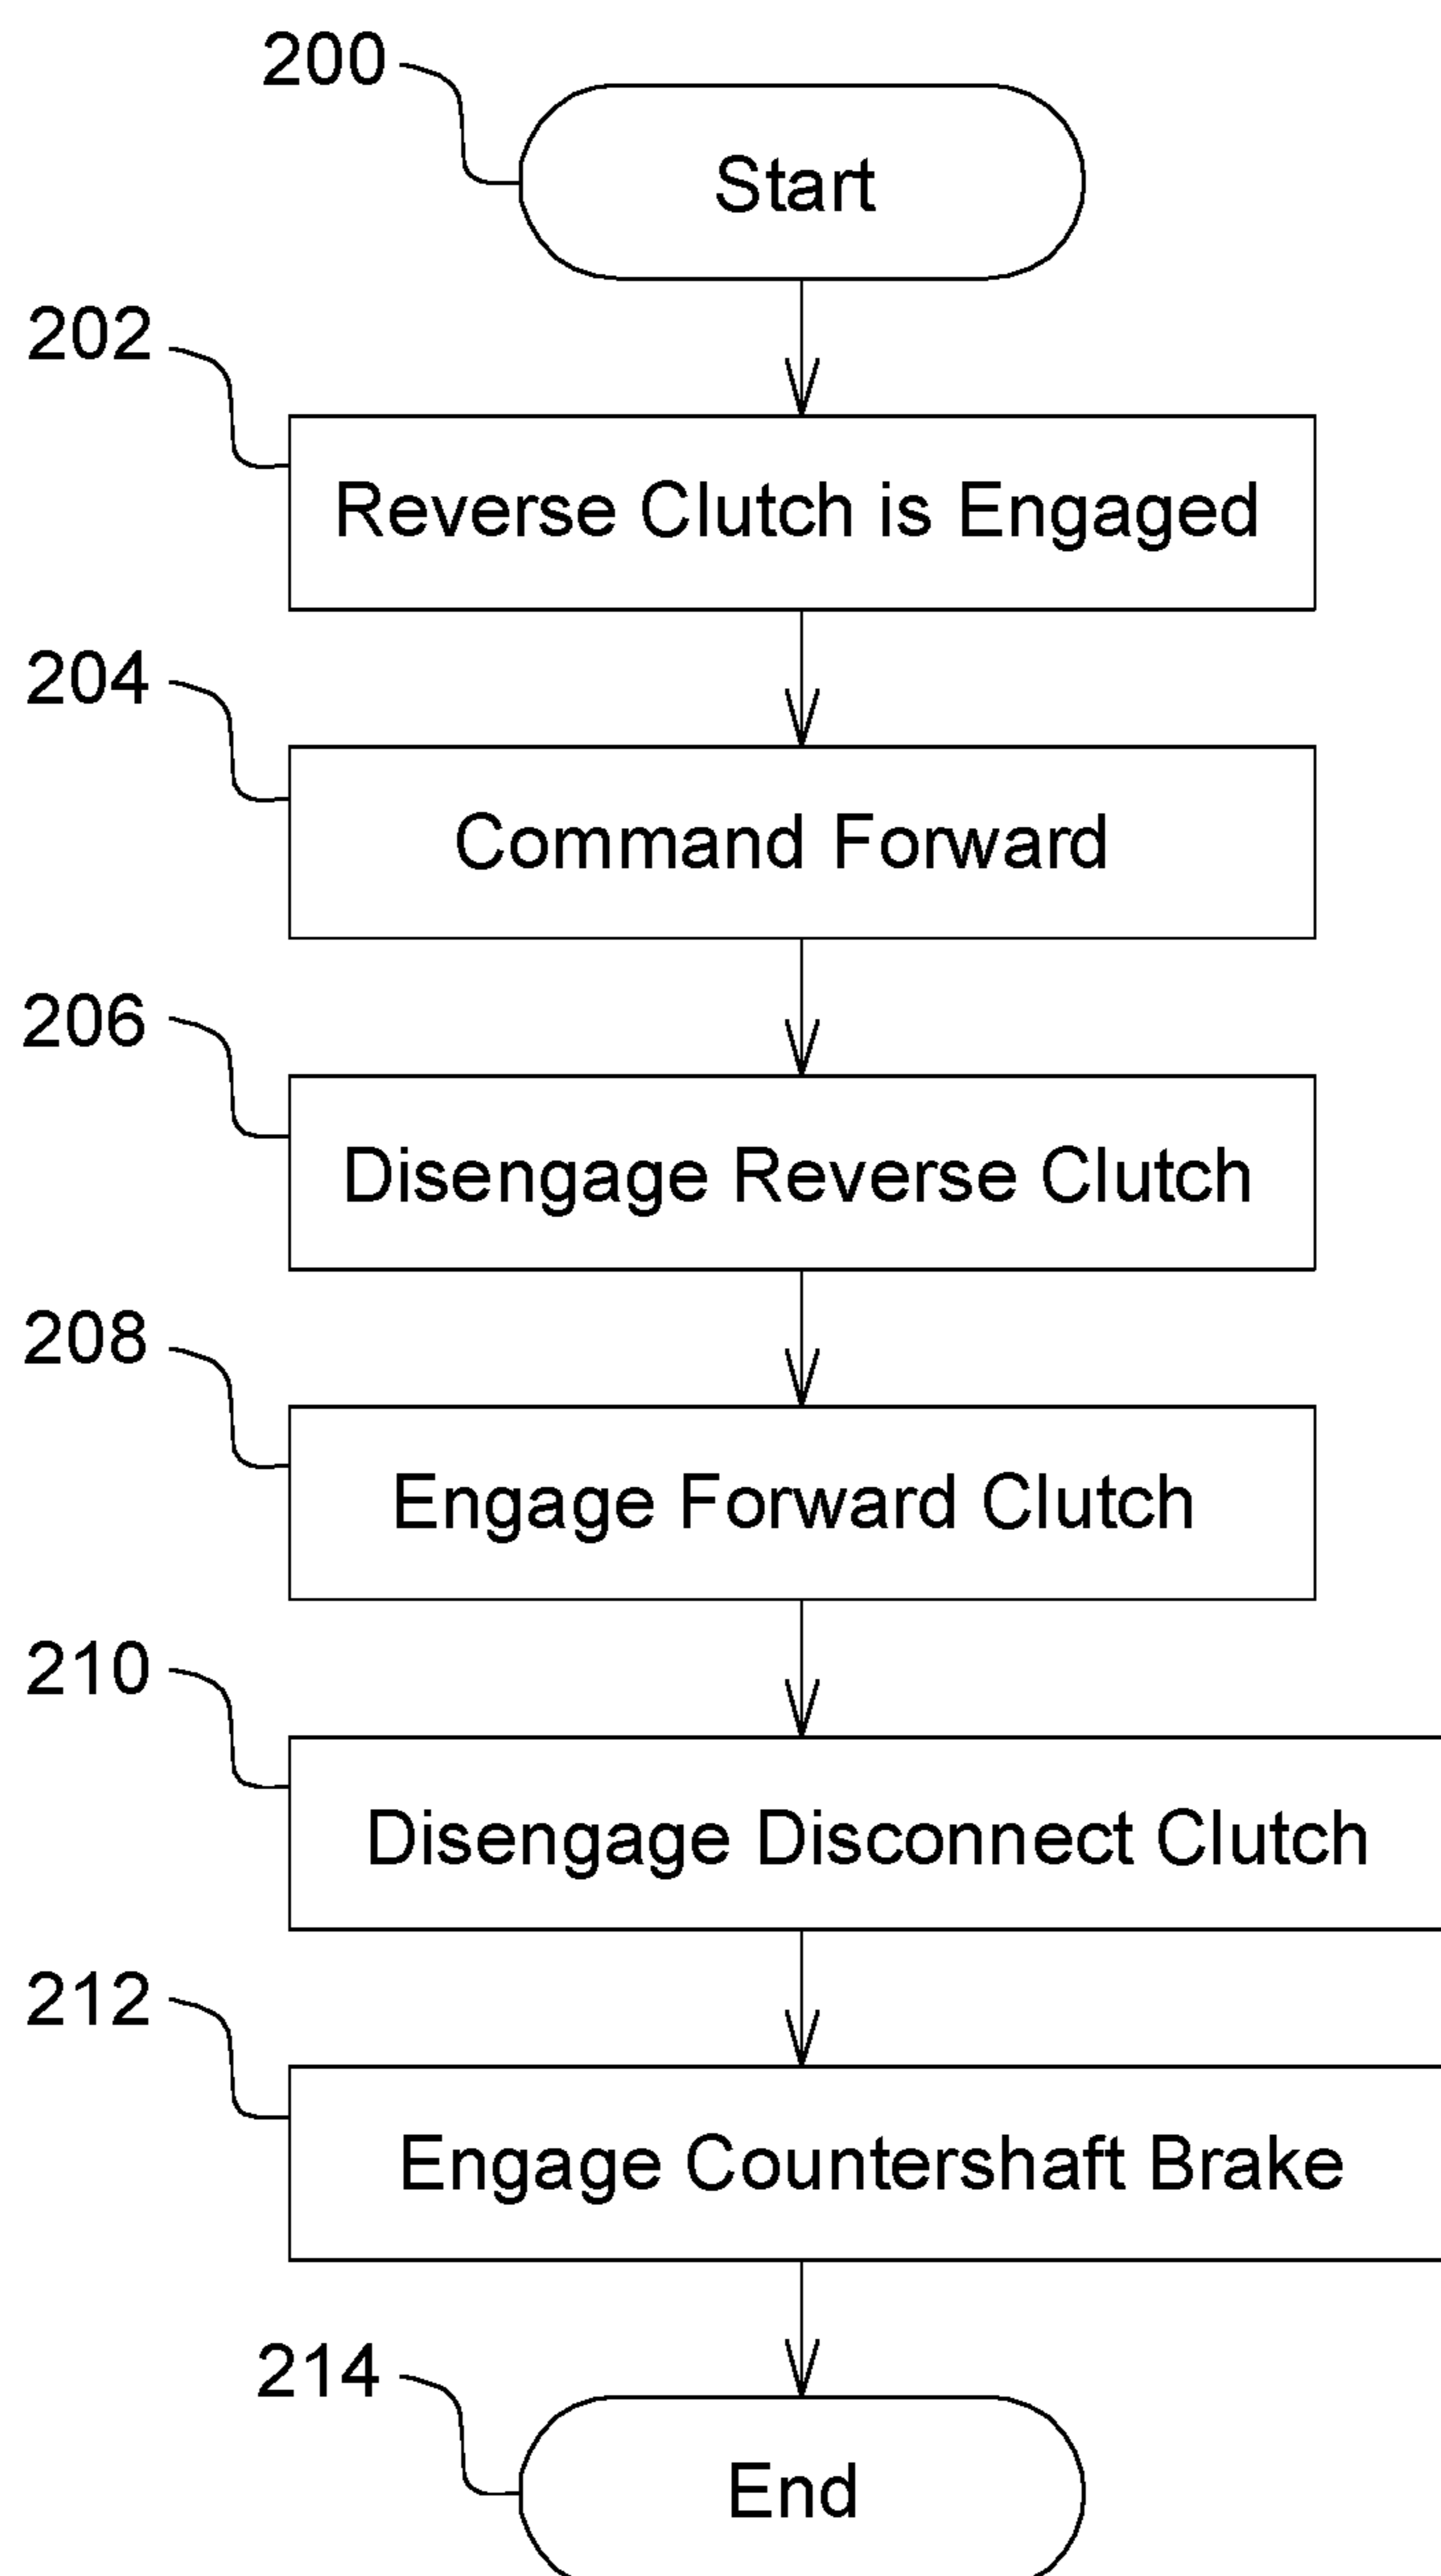 200
Start
202
Reverse Clutch is Engaged
204
Command Forward
206
Disengage Reverse Clutch
208
Engage Forward Clutch
210
Disengage Disconnect Clutch
212
Engage Countershaft Brake
214
End